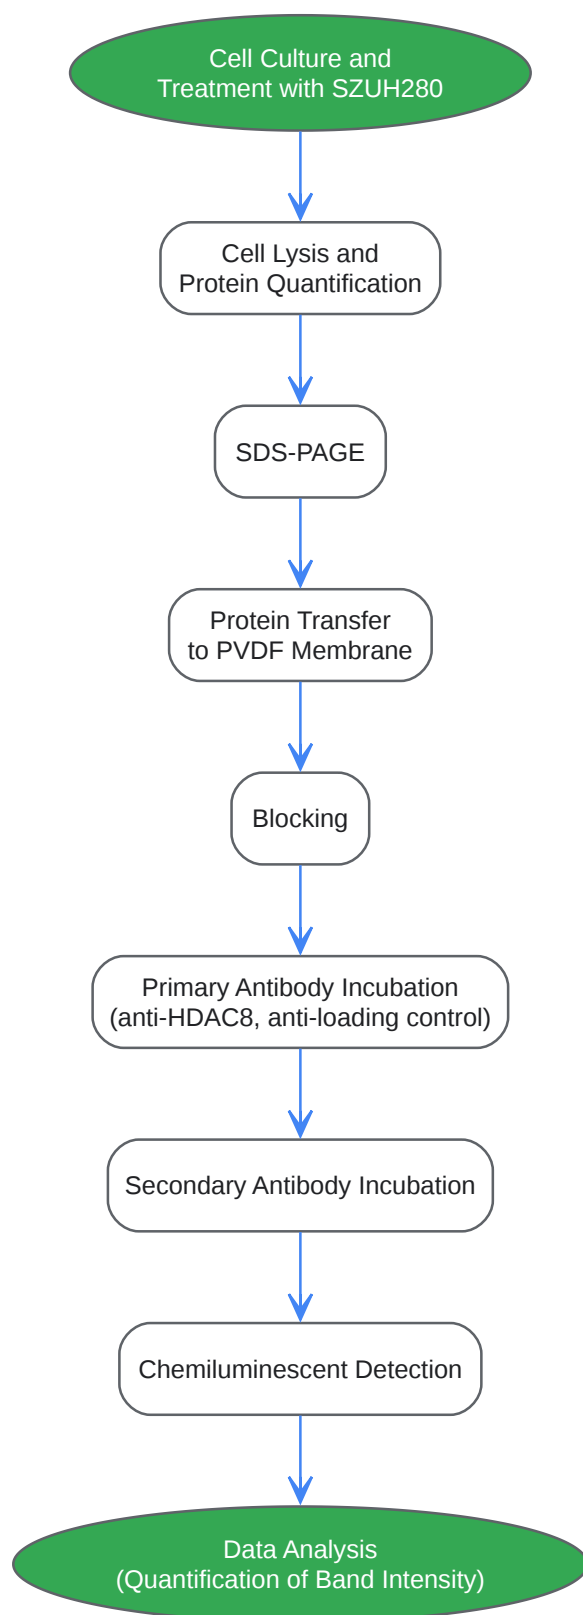 Cell Culture and
Treatment with SZUH280
Cell Lysis and
Protein Quantification
SDS-PAGE
Protein Transfer
to PVDF Membrane
Blocking
Primary Antibody Incubation
(anti-HDAC8, anti-loading control)
Secondary Antibody Incubation
Chemiluminescent Detection
Data Analysis
(Quantification of Band Intensity)